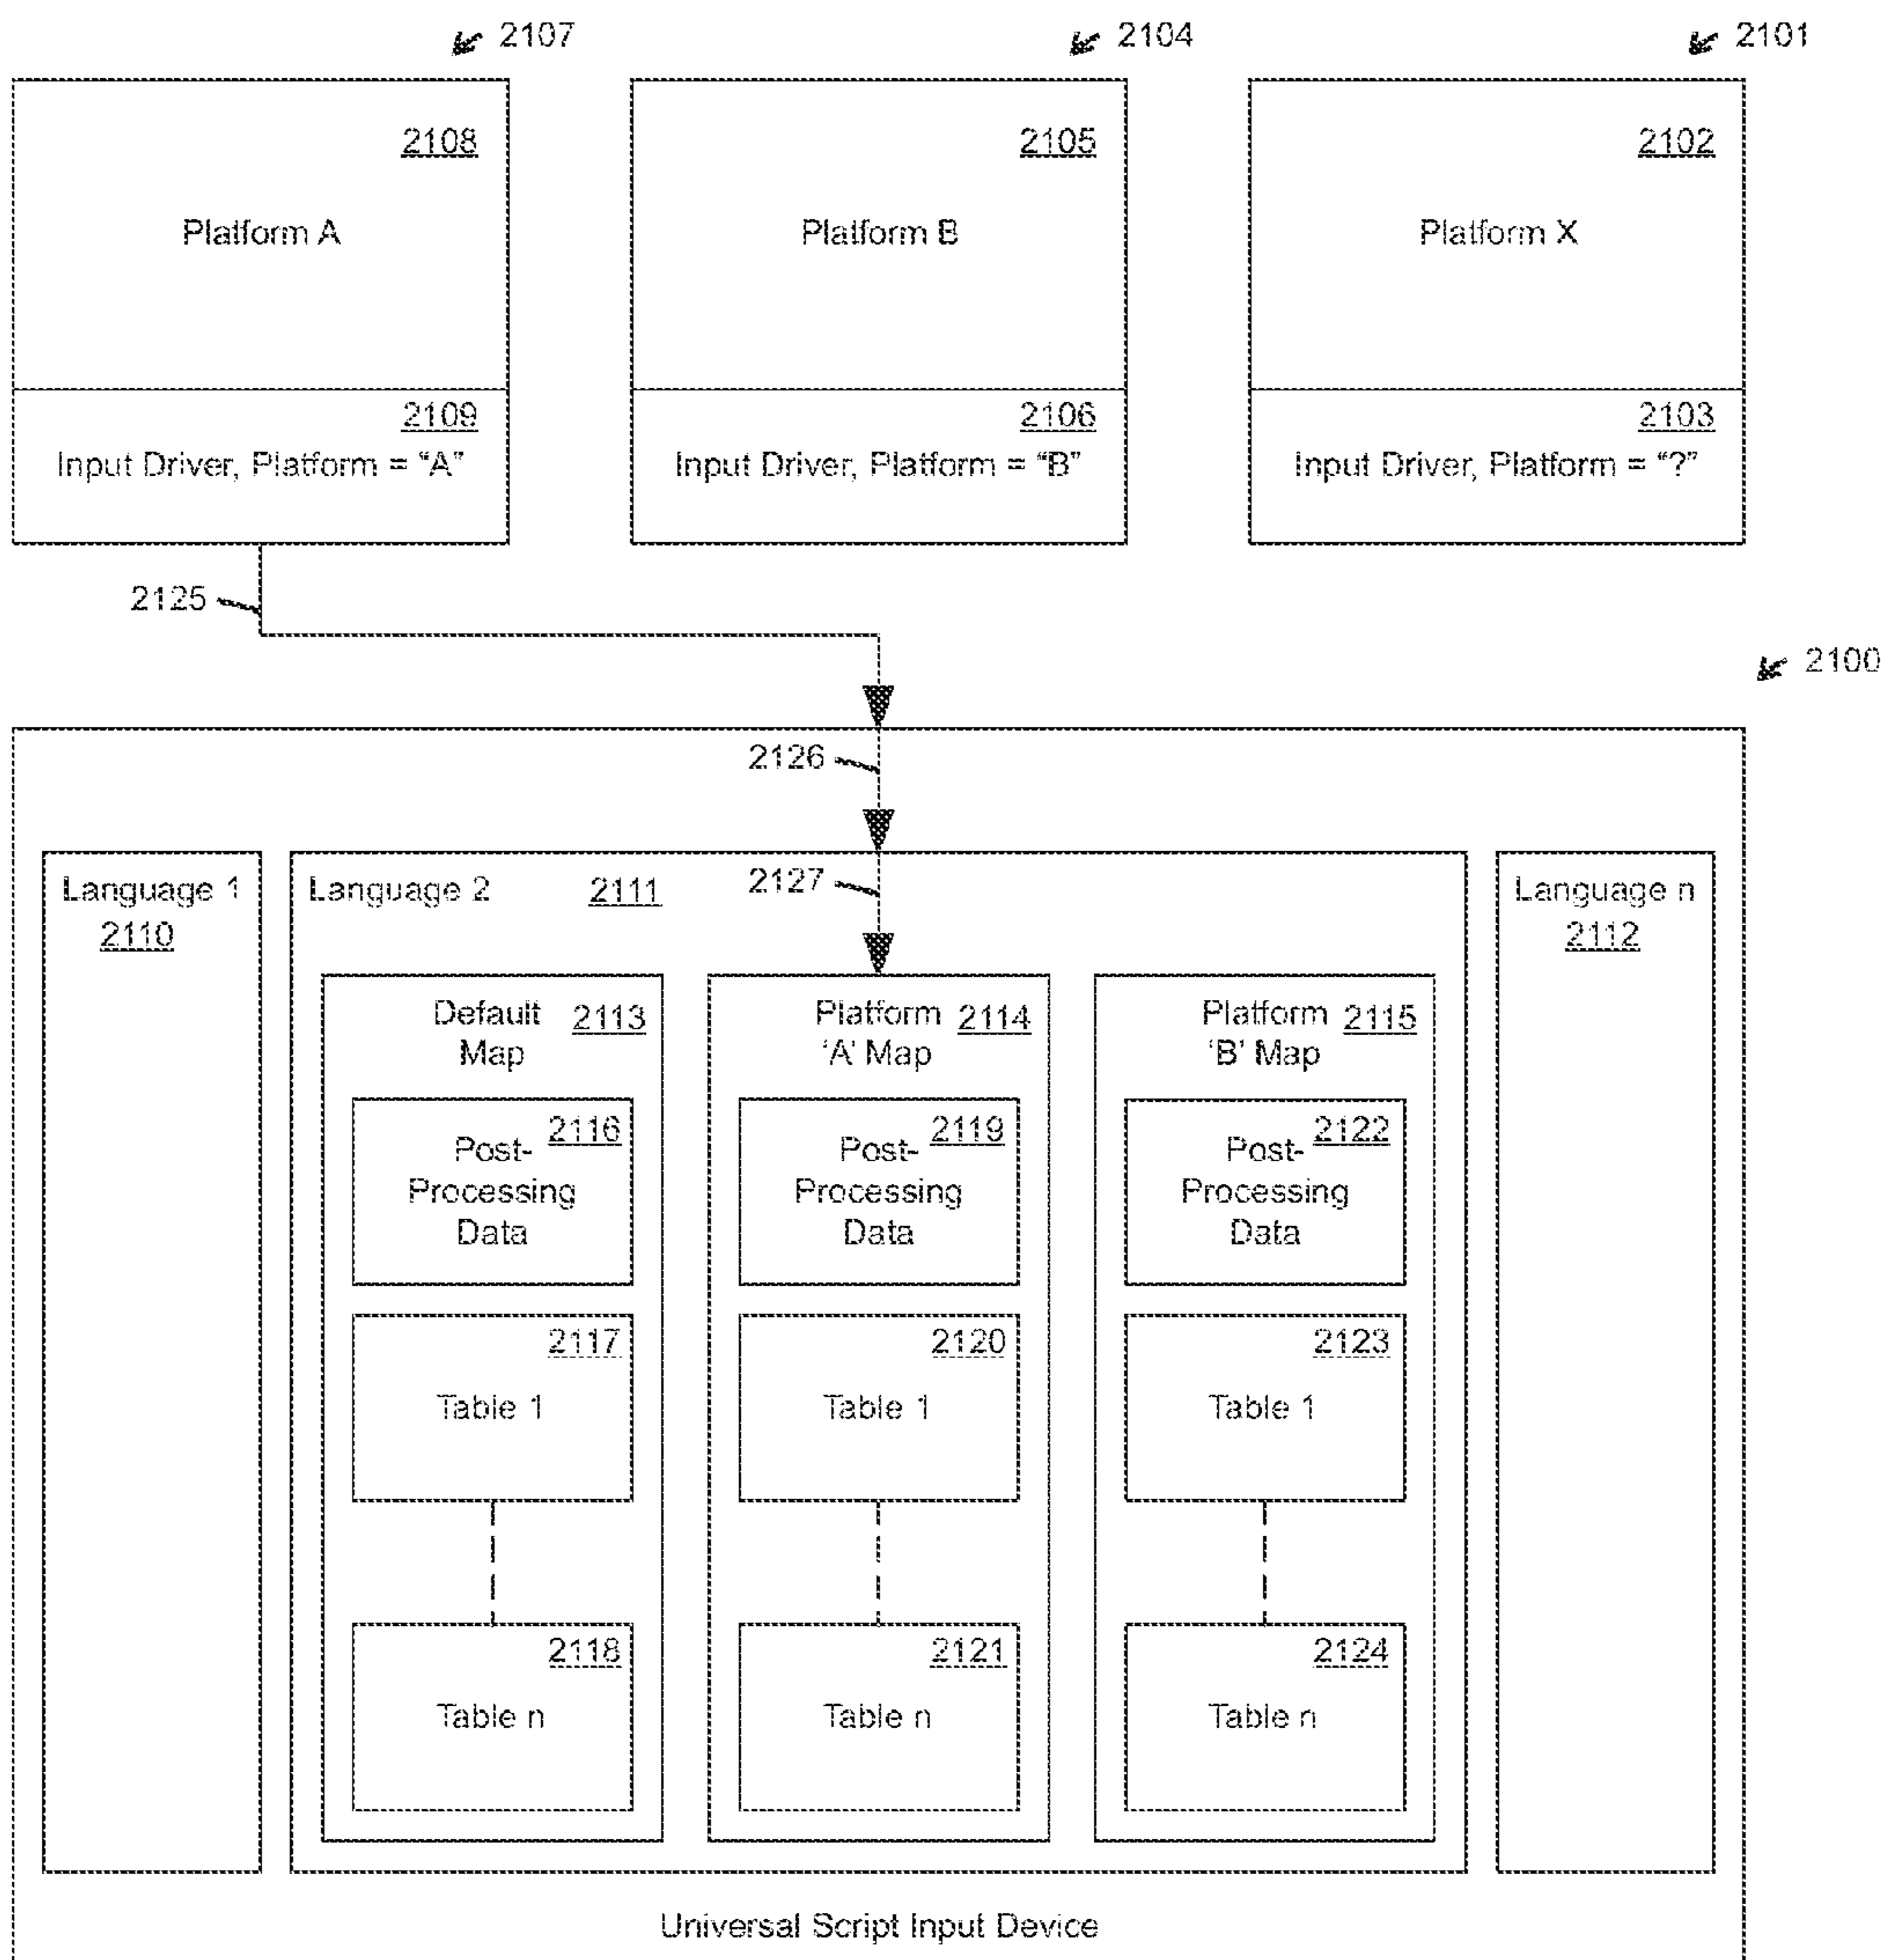 2107
2104
2101
2108
Platform A
2105
Platform B
2102
Platform X
2109
Input Driver, Platform = “A”
2106
Input Driver, Platform = “B”
2103
Input Driver, Platform = “?”
2125
2100
2126
Language 1
2110
Language 2 2111
2127
Language n
2112
Default 2113
Map
Platform 2114
‘A’ Map
Platform 2115
‘B’ Map
2116
Post-
Processing
Data
2119
Post-
Processing
Data
2122
Post-
Processing
Data
2117
Table 1
2120
Table 1
2123
Table 1
2118
Table n
2121
Table n
2124
Table n
Universal Script Input Device